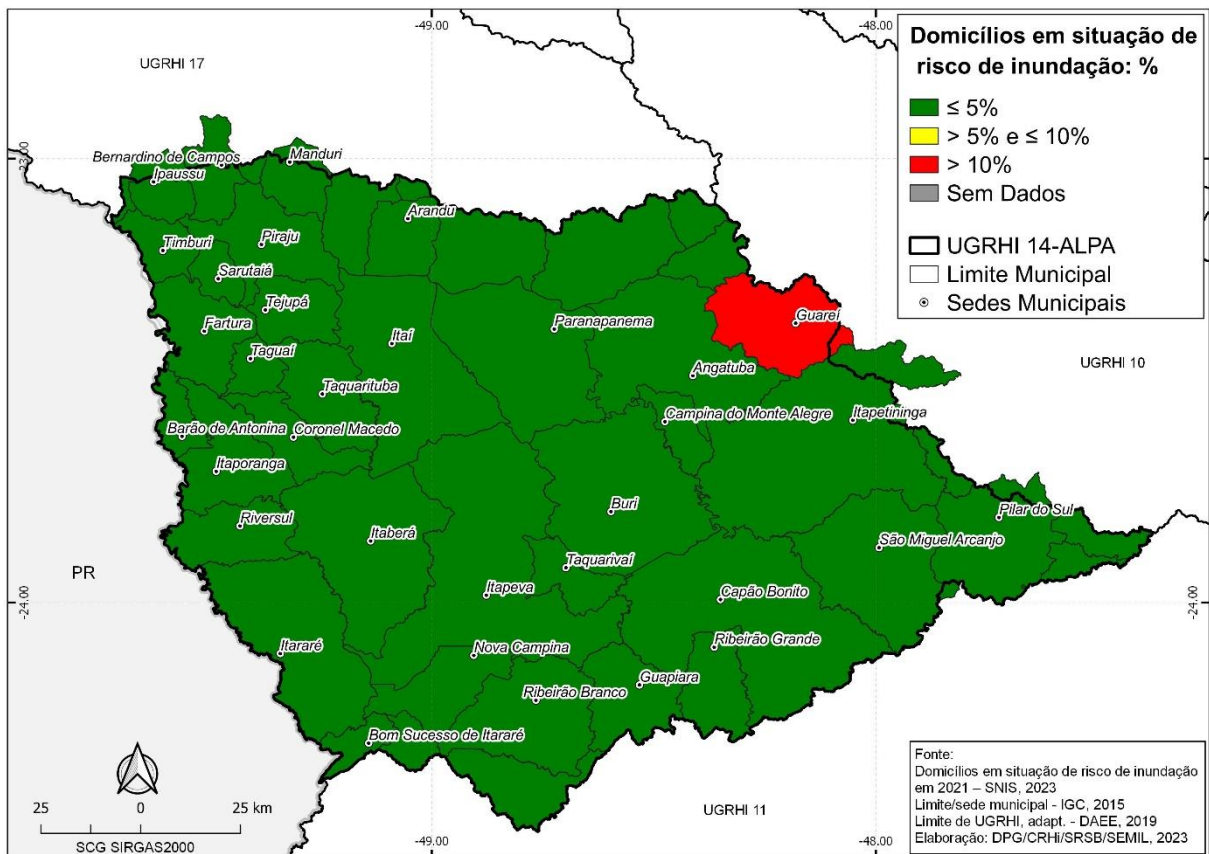 -49.00
-48.00
UGRHI 17
Domicílios em situação de
risco de inundação: %
≤ 5%
> 5% e ≤ 10%
> 10%
Sem Dados
UGRHI 14-ALPA
Limite Municipal
Sedes Municipais
-23.00
Bernardino de Campos
Manduri
Ipaussu
Arandu
Timburi
Piraju
Sarutaiá
Tejupá
Fartura
Itaí
Paranapanema
Guareí
Taguaí
Angatuba
UGRHI 10
Taquarituba
Campina do Monte Alegre
Itapetininga
Barão de Antonina
Coronel Macedo
Itaporanga
Buri
Pilar do Sul
Riversul
Itaberá
São Miguel Arcanjo
Taquarivaí
PR
Itapeva
Capão Bonito
-24.00
-24.00
Itararé
Nova Campina
Ribeirão Grande
Guapiara
Ribeirão Branco
Bom Sucesso de Itararé
25
0
25 km
SCG SIRGAS2000
UGRHI 11
-49.00
-48.00
Fonte:
Domicílios em situação de risco de inundação
em 2021 – SNIS, 2023
Limite/sede municipal - IGC, 2015
Limite de UGRHI, adapt. - DAEE, 2019
Elaboração: DPG/CRHi/SRSB/SEMIL, 2023